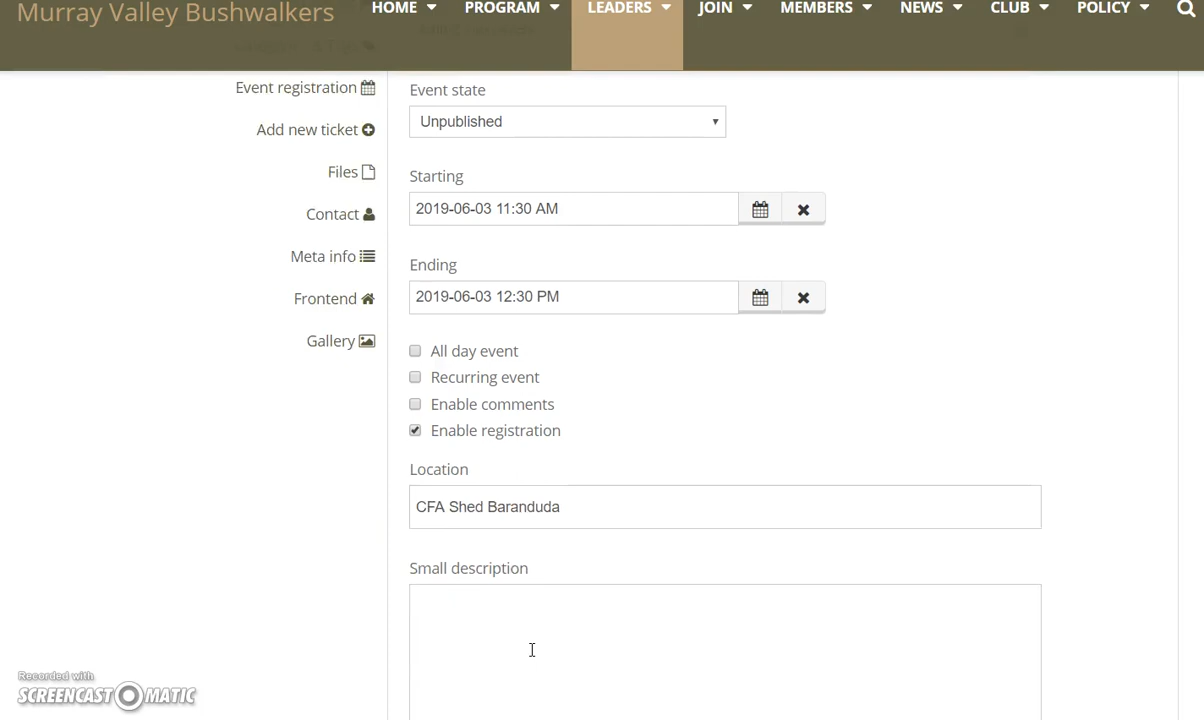 Murray Valley Bushwalkers
HOME PROGRAM LEADERS JOIN MEMBERS NEWS CLUB POLICY
Event registration
Add new ticket
Files
Contact
Meta info
Frontend
Gallery
Event state
Unpublished
Starting
2019-06-03 11:30 AM
Ending
2019-06-03 12:30 PM
All day event
Recurring event
Enable comments
Enable registration
Location
CFA Shed Baranduda
Small description
Recorded with
SCREENCAST MATIC